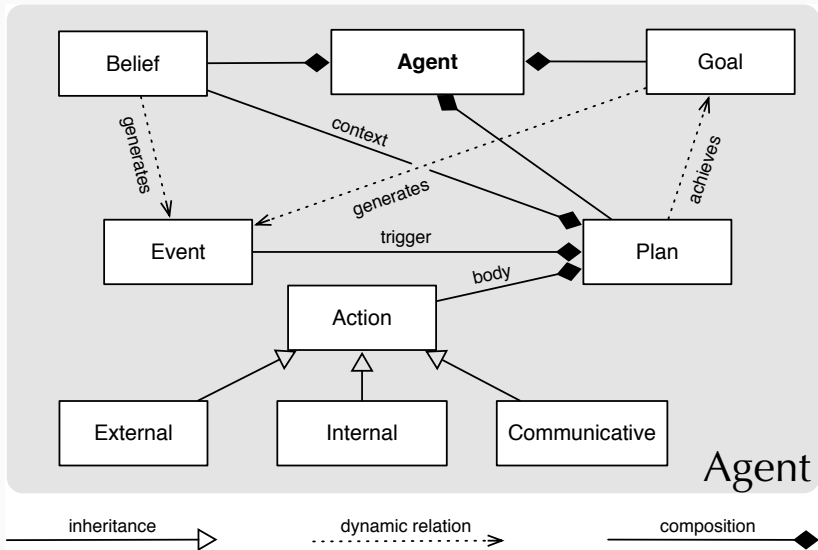 Belief
Agent
Goal
generates
context
generates
achieves
Event
trigger
Plan
body
Action
External
Internal
Communicative
Agent
inheritance
dynamic relation
composition